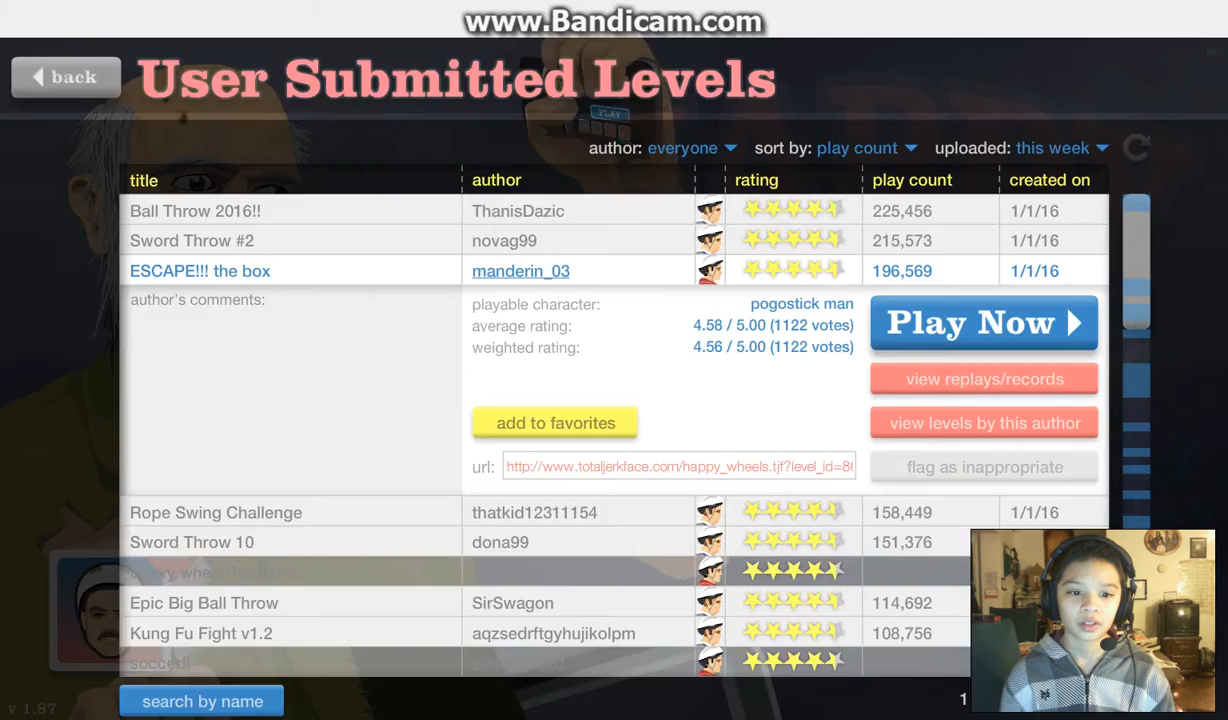 www.Bandicam.com
back
User Submitted Levels
PLAY
author: everyone sort by: play count uploaded: this week
title author rating play count created on
Ball Throw 2016!! ThanisDazic 225,456 1/1/16
Sword Throw #2 novag99 215,573 1/1/16
ESCAPE!!! the box manderin_03 196,569 1/1/16
author's comments:
playable character: pogostick man
average rating: 4.58 / 5.00 (1122 votes)
weighted rating: 4.56 / 5.00 (1122 votes)
Play Now
view replays/records
add to favorites
view levels by this author
url: http://www.totaljerkface.com/happy_wheels.tjf?level_id=86
flag as inappropriate
Rope Swing Challenge thatkid12311154 158,449 1/1/16
Sword Throw 10 dona99 151,376
Epic Big Ball Throw SirSwagon 114,692
Kung Fu Fight v1.2 aqzsedrftgyhujikolpm 108,756
v 1.87
search by name
1